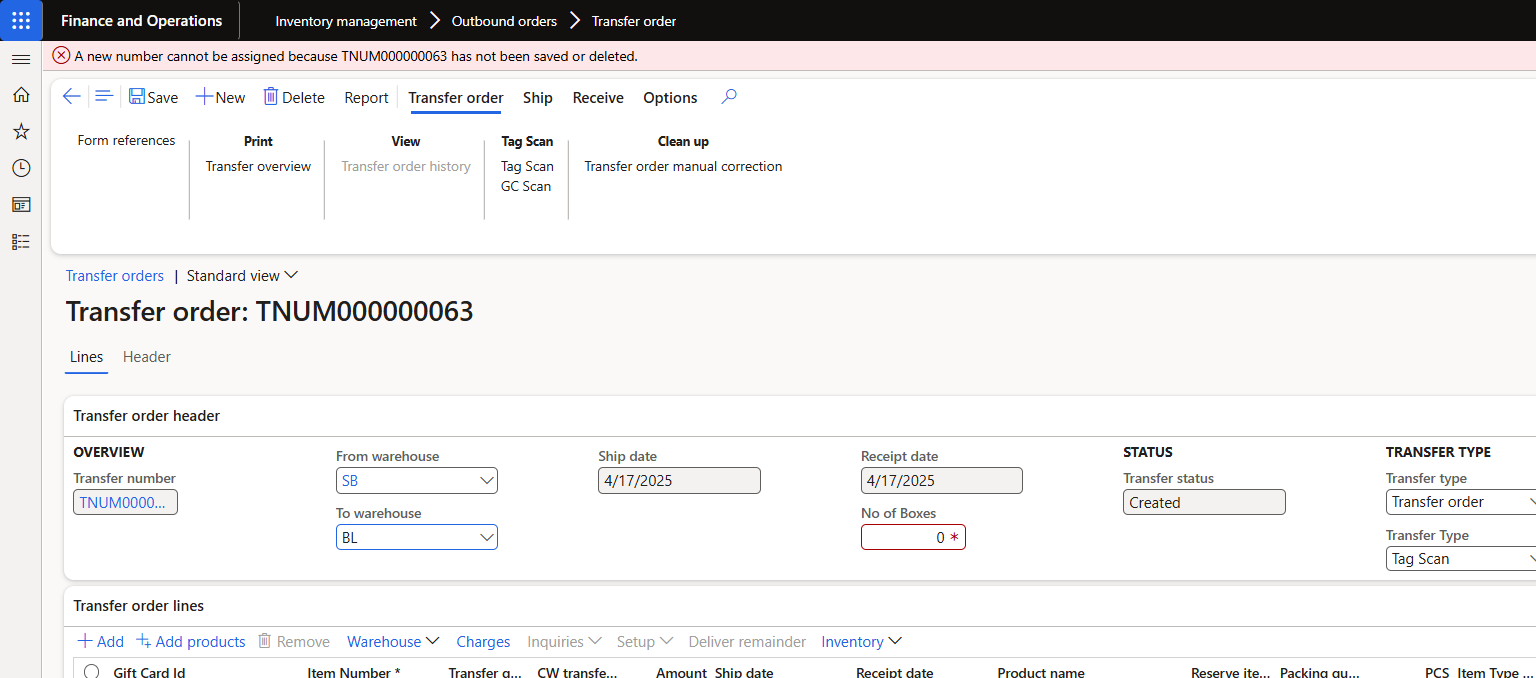 Finance and Operations Inventory management Outbound orders Transfer order
A new number cannot be assigned because TNUM000000063 has not been saved or deleted.
Save New Delete Report Transfer order Ship Receive Options
Form references Print View Tag Scan Clean up
Transfer overview Transfer order history Tag Scan Transfer order manual correction
GC Scan
Transfer orders | Standard view
Transfer order: TNUM000000063
Lines Header
Transfer order header
OVERVIEW From warehouse Ship date Receipt date STATUS TRANSFER TYPE
Transfer number SB 4/17/2025 4/17/2025 Transfer status Transfer type
TNUM0000... To warehouse No of Boxes Created Transfer order
BL 0 * Transfer Type
Tag Scan
Transfer order lines
Add Add products Remove Warehouse Charges Inquiries Setup Deliver remainder Inventory
Gift Card Id Item Number * Transfer q... CW transfe... Amount Ship date Receipt date Product name Reserve ite... Packing qu... PCS Item Type ...